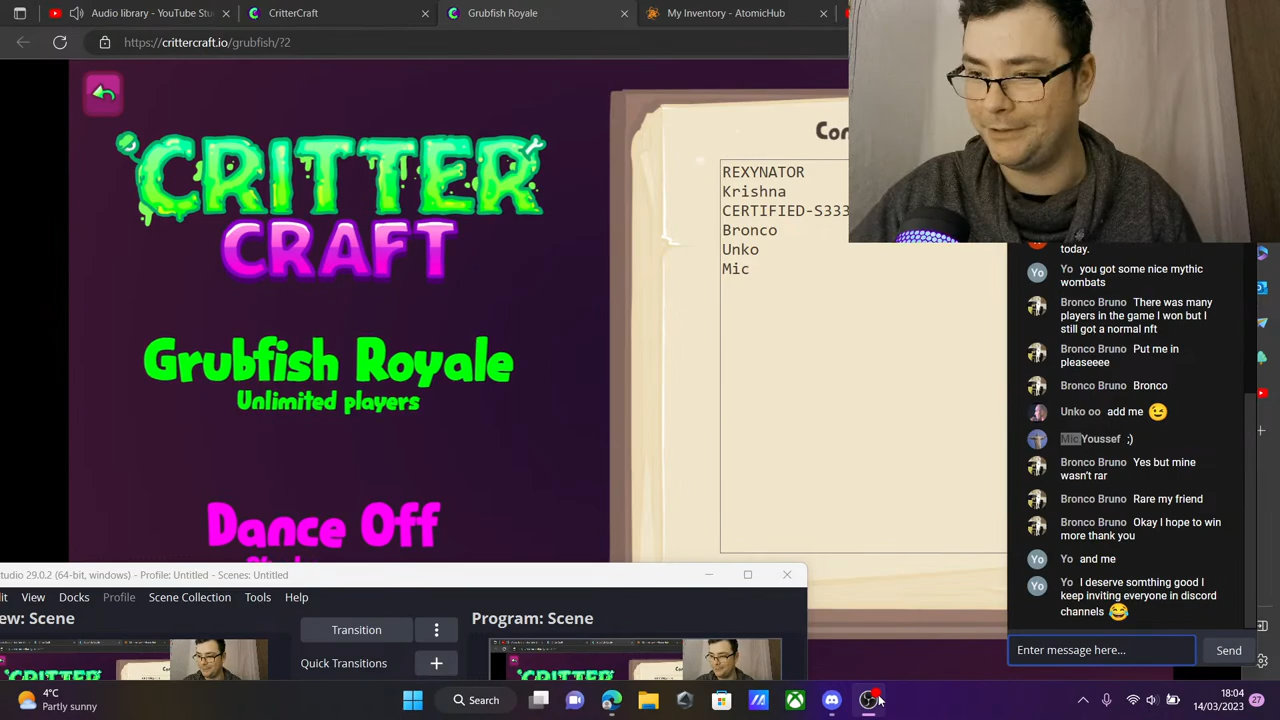 Audio library - YouTube Stu
CritterCraft
Grubfish Royale
My Inventory - AtomicHub
https://crittercraft.io/grubfish/?2
CRITTER
CRAFT
Grubfish Royale
Unlimited players
Dance Off
Con
REXYNATOR
Krishna
CERTIFIED-S333
Bronco
Unko
Mic
today.
Yo you got some nice mythic
wombats
Bronco Bruno There was many
players in the game I won but I
still got a normal nft
Bronco Bruno Put me in
pleaseeee
Bronco Bruno Bronco
Unko oo add me 😉
Mic Youssef ;)
Bronco Bruno Yes but mine
wasn't rar
Bronco Bruno Rare my friend
Bronco Bruno Okay I hope to win
more thank you
Yo Yo and me
Yo Yo I deserve somthing good I
keep inviting everyone in discord
channels 😂
Enter message here...
Send
tudio 29.0.2 (64-bit, windows) - Profile: Untitled - Scenes: Untitled
it View Docks Profile Scene Collection Tools Help
ew: Scene
Program: Scene
Transition
Quick Transitions
4°C
Partly sunny
Search
18:04
14/03/2023
27